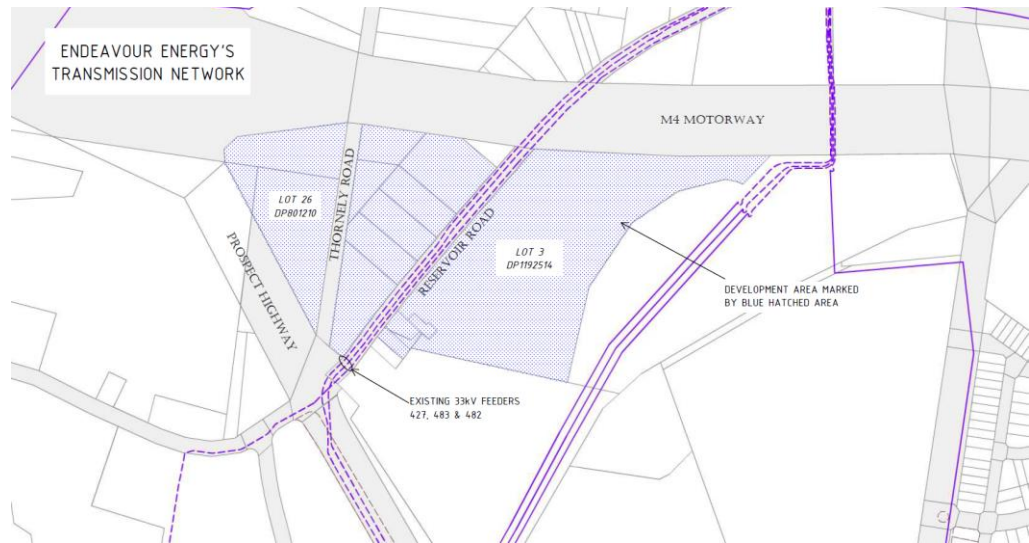 ENDEAVOUR ENERGY'S
TRANSMISSION NETWORK
M4 MOTORWAY
LOT 26
DP801210
THORNELY ROAD
RESERVOIR ROAD
LOT 3
DP1192514
PROSPECT HIGHWAY
DEVELOPMENT AREA MARKED
BY BLUE HATCHED AREA
EXISTING 33kV FEEDERS
427, 483 & 482